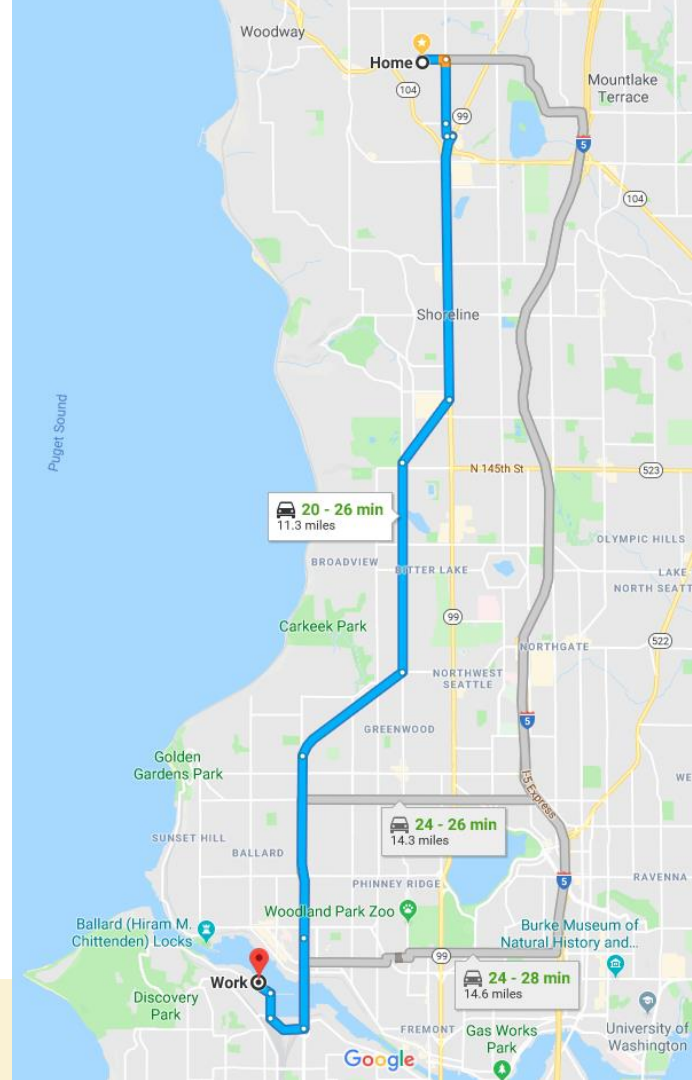 Woodway
Home
104
99
Mountlake
Terrace
5
104
Shoreline
Puget Sound
N 145th St
523
20 - 26 min
11.3 miles
OLYMPIC HILLS
BROADVIEW
BITTER LAKE
LAKE
NORTH SEATT
99
Carkeek Park
522
NORTHGATE
NORTHWEST
SEATTLE
5
GREENWOOD
Golden
Gardens Park
I-5 Express
WE
24 - 26 min
14.3 miles
SUNSET HILL
BALLARD
PHINNEY RIDGE
5
RAVENNA
Woodland Park Zoo
Ballard (Hiram M.
Chittenden) Locks
Burke Museum of
Natural History and...
99
24 - 28 min
14.6 miles
Work
Discovery
Park
FREMONT
Gas Works
Park
University of
Washington
Google